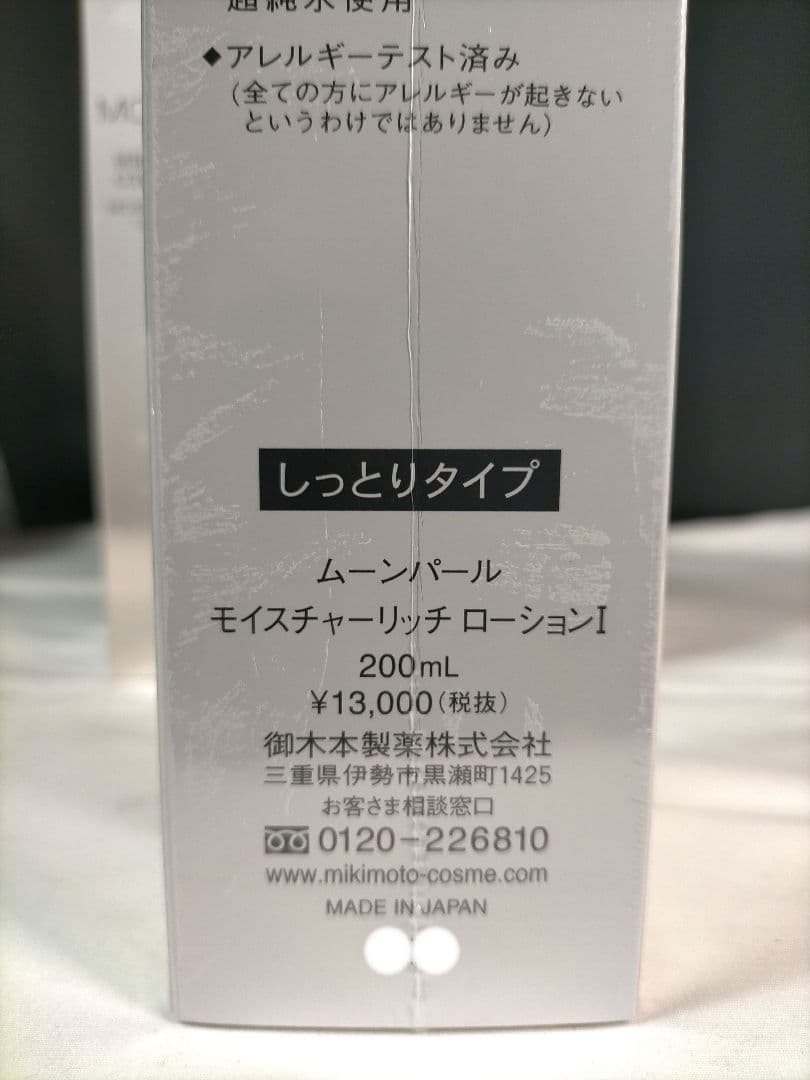 超純水使用
◆アレルギーテスト済み
(全ての方にアレルギーが起きない
というわけではありません)
しっとりタイプ
ムーンパール
モイスチャーリッチ ローションI
200mL
¥13,000(税抜)
御木本製薬株式会社
三重県伊勢市黒瀬町1425
お客さま相談窓口
0120-226810
www.mikimoto-cosme.com
MADE IN JAPAN